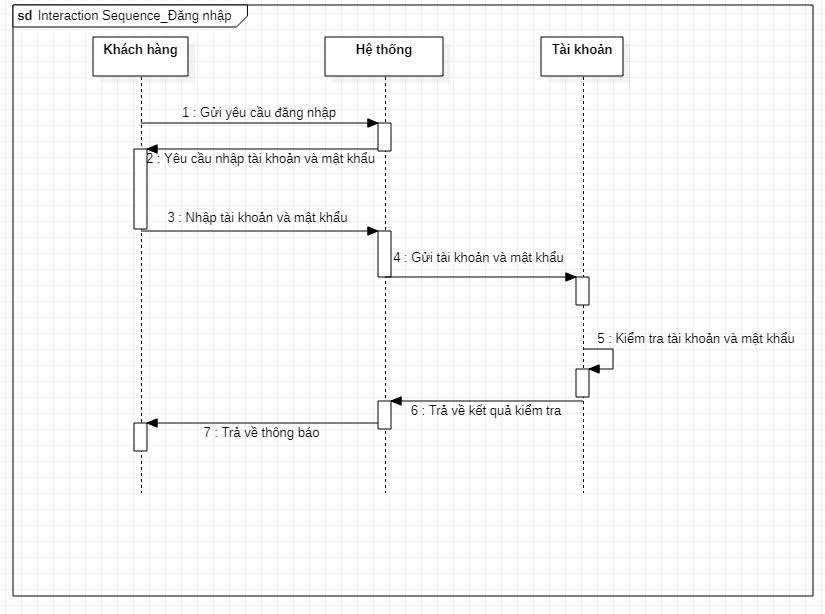 sd Interaction Sequence_Đăng nhập
Khách hàng
Hệ thống
Tài khoản
1 : Gửi yêu cầu đăng nhập
2 : Yêu cầu nhập tài khoản và mật khẩu
3 : Nhập tài khoản và mật khẩu
4 : Gửi tài khoản và mật khẩu
5 : Kiểm tra tài khoản và mật khẩu
6 : Trả về kết quả kiểm tra
7 : Trả về thông báo